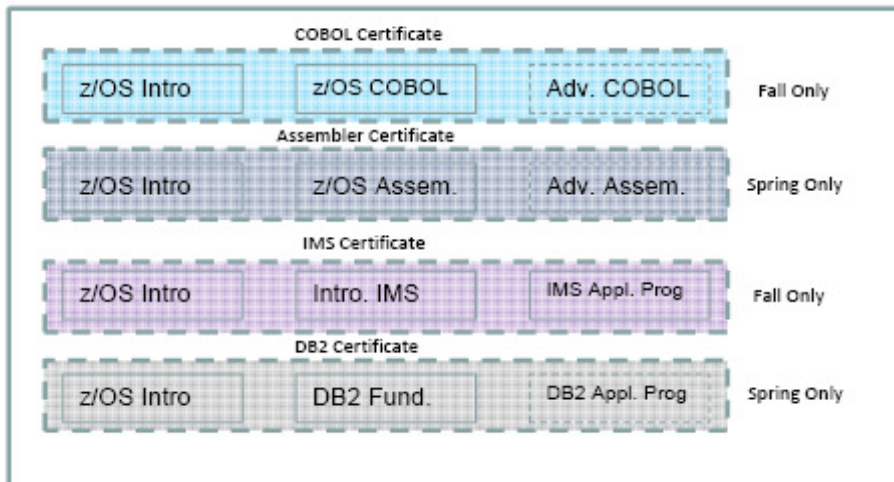 COBOL Certificate
z/OS Intro z/OS COBOL Adv. COBOL Fall Only
Assembler Certificate
z/OS Intro z/OS Assem. Adv. Assem. Spring Only
IMS Certificate
z/OS Intro Intro. IMS IMS Appl. Prog Fall Only
DB2 Certificate
z/OS Intro DB2 Fund. DB2 Appl. Prog Spring Only